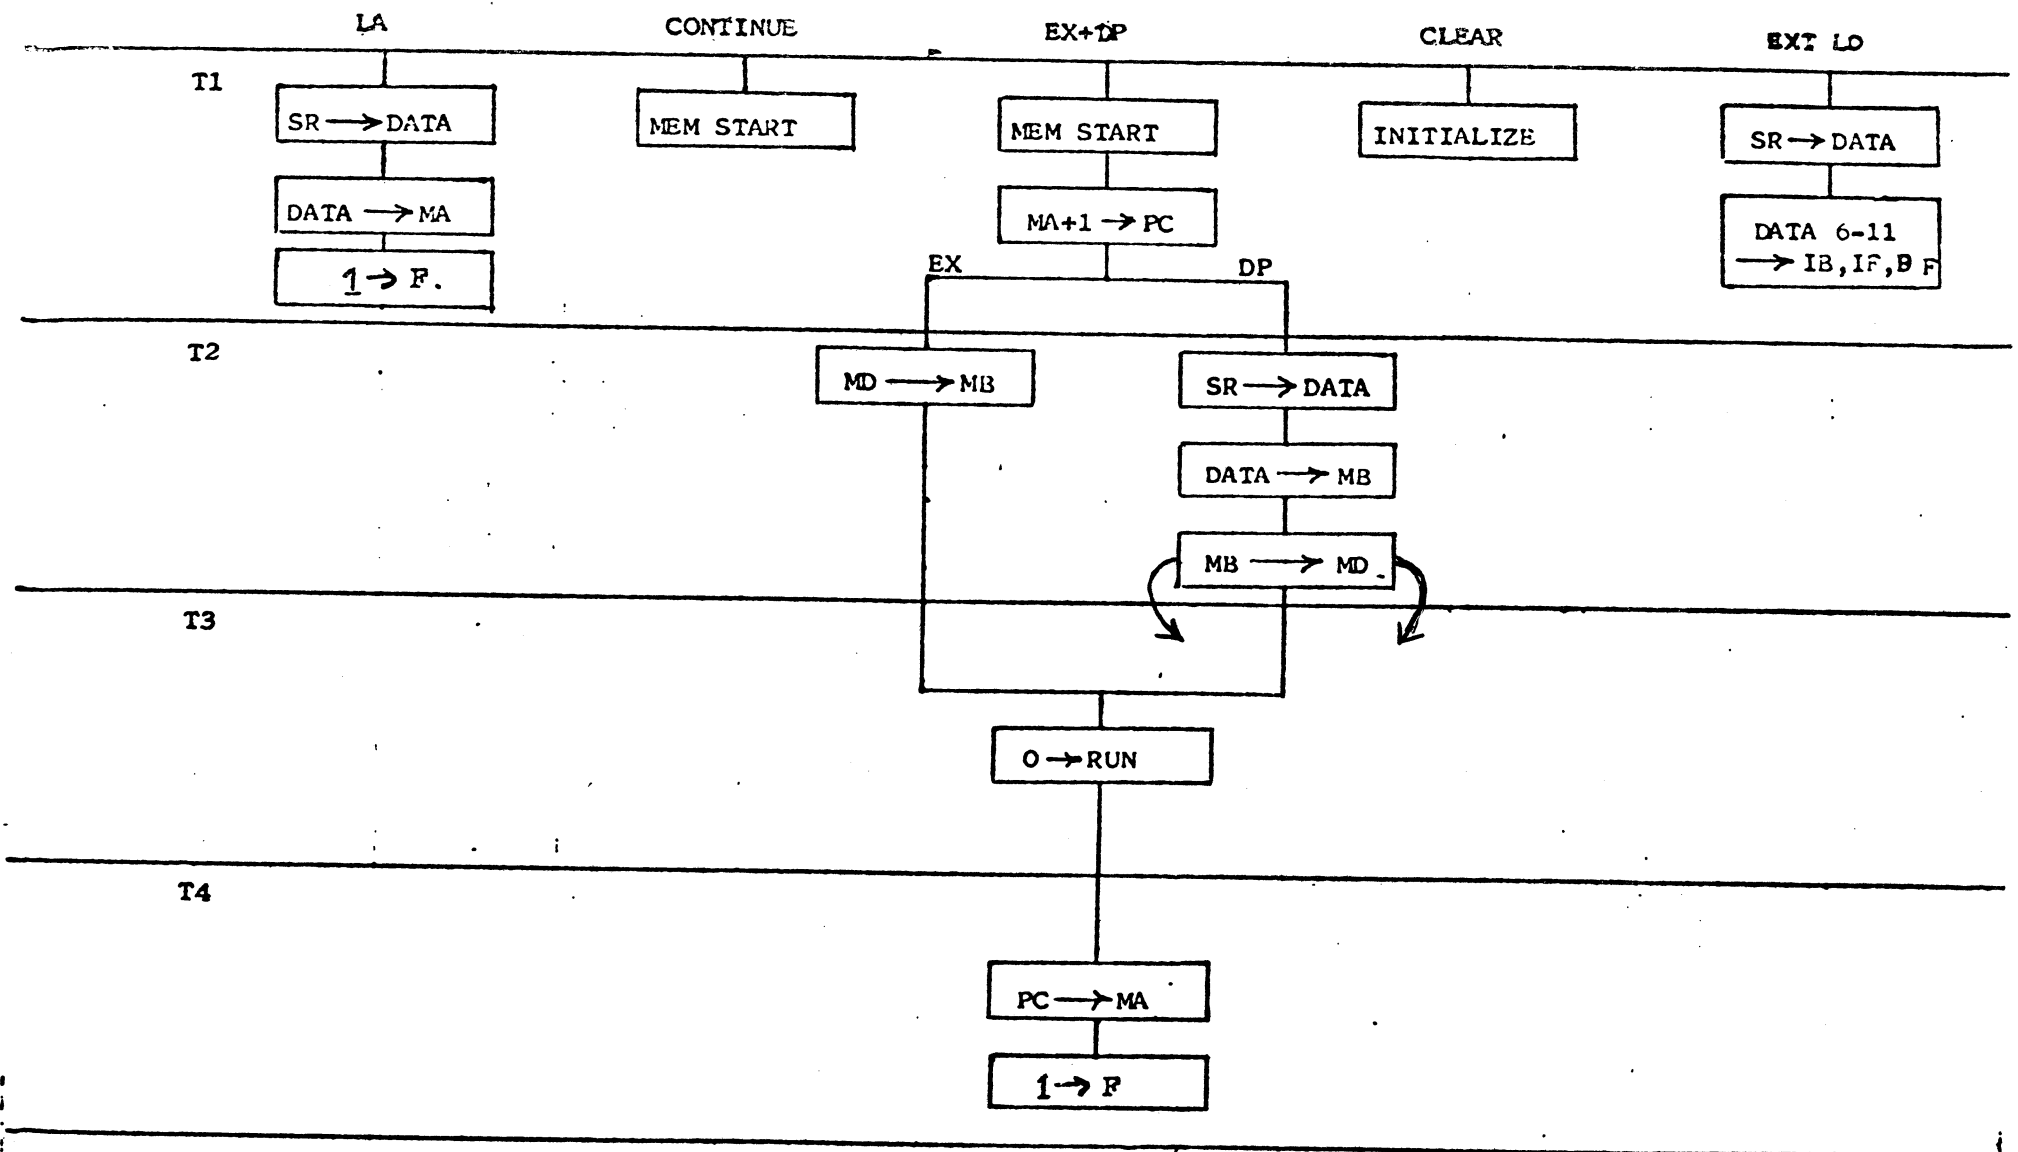 LA
CONTINUE
EX+DP
CLEAR
EXT LD
T1
SR → DATA
MEM START
MEM START
INITIALIZE
SR → DATA
DATA → MA
MA+1 → PC
DATA 6-11
→ IB,IF,DF
1 → F.
EX
DP
T2
MD → MB
SR → DATA
DATA → MB
MB → MD
T3
0 → RUN
T4
PC → MA
1 → F